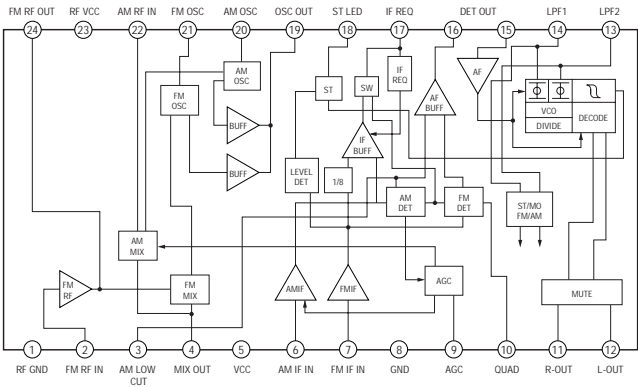 FM RF OUT RF VCC AM RF IN FM OSC AM OSC OSC OUT ST LED IF REQ DET OUT LPF1 LPF2
24 23 22 21 20 19 18 17 16 15 14 13
AM
OSC
FM
OSC
BUFF
BUFF
ST
SW
IF
REQ
AF
BUFF
AF
VCO
DIVIDE
DECODE
IF
BUFF
LEVEL
DET
1/8
AM
DET
FM
DET
ST/MO
FM/AM
AM
MIX
FM
RF
FM
MIX
AMIF
FMIF
AGC
MUTE
1 2 3 4 5 6 7 8 9 10 11 12
RF GND FM RF IN AM LOW
CUT MIX OUT VCC AM IF IN FM IF IN GND AGC QUAD R-OUT L-OUT